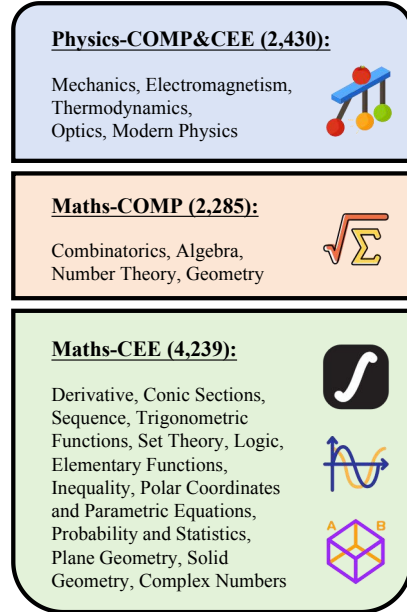 Physics-COMP&CEE (2,430):
Mechanics, Electromagnetism,
Thermodynamics,
Optics, Modern Physics
Maths-COMP (2,285):
Combinatorics, Algebra,
Number Theory, Geometry
√Σ
Maths-CEE (4,239):
Derivative, Conic Sections,
Sequence, Trigonometric
Functions, Set Theory, Logic,
Elementary Functions,
Inequality, Polar Coordinates
and Parametric Equations,
Probability and Statistics,
Plane Geometry, Solid
Geometry, Complex Numbers
∫
A B